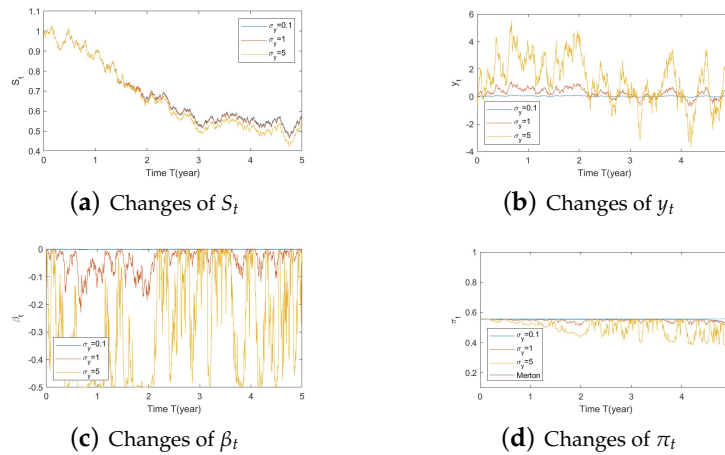 1.1
1
0.9
0.8
0.7
0.6
0.5
0.4
S_t
σ_y=0.1
σ_y=1
σ_y=5
0 1 2 3 4 5
Time T(year)
(a) Changes of S_t
6
4
2
0
-2
-4
y_t
σ_y=0.1
σ_y=1
σ_y=5
0 1 2 3 4
Time T(year)
(b) Changes of y_t
0
-0.1
-0.2
-0.3
-0.4
-0.5
β_t
σ_y=0.1
σ_y=1
σ_y=5
0 1 2 3 4 5
Time T(year)
(c) Changes of β_t
1
0.8
0.6
0.4
0.2
π_t
σ_y=0.1
σ_y=1
σ_y=5
Merton
0 1 2 3 4
Time T(year)
(d) Changes of π_t